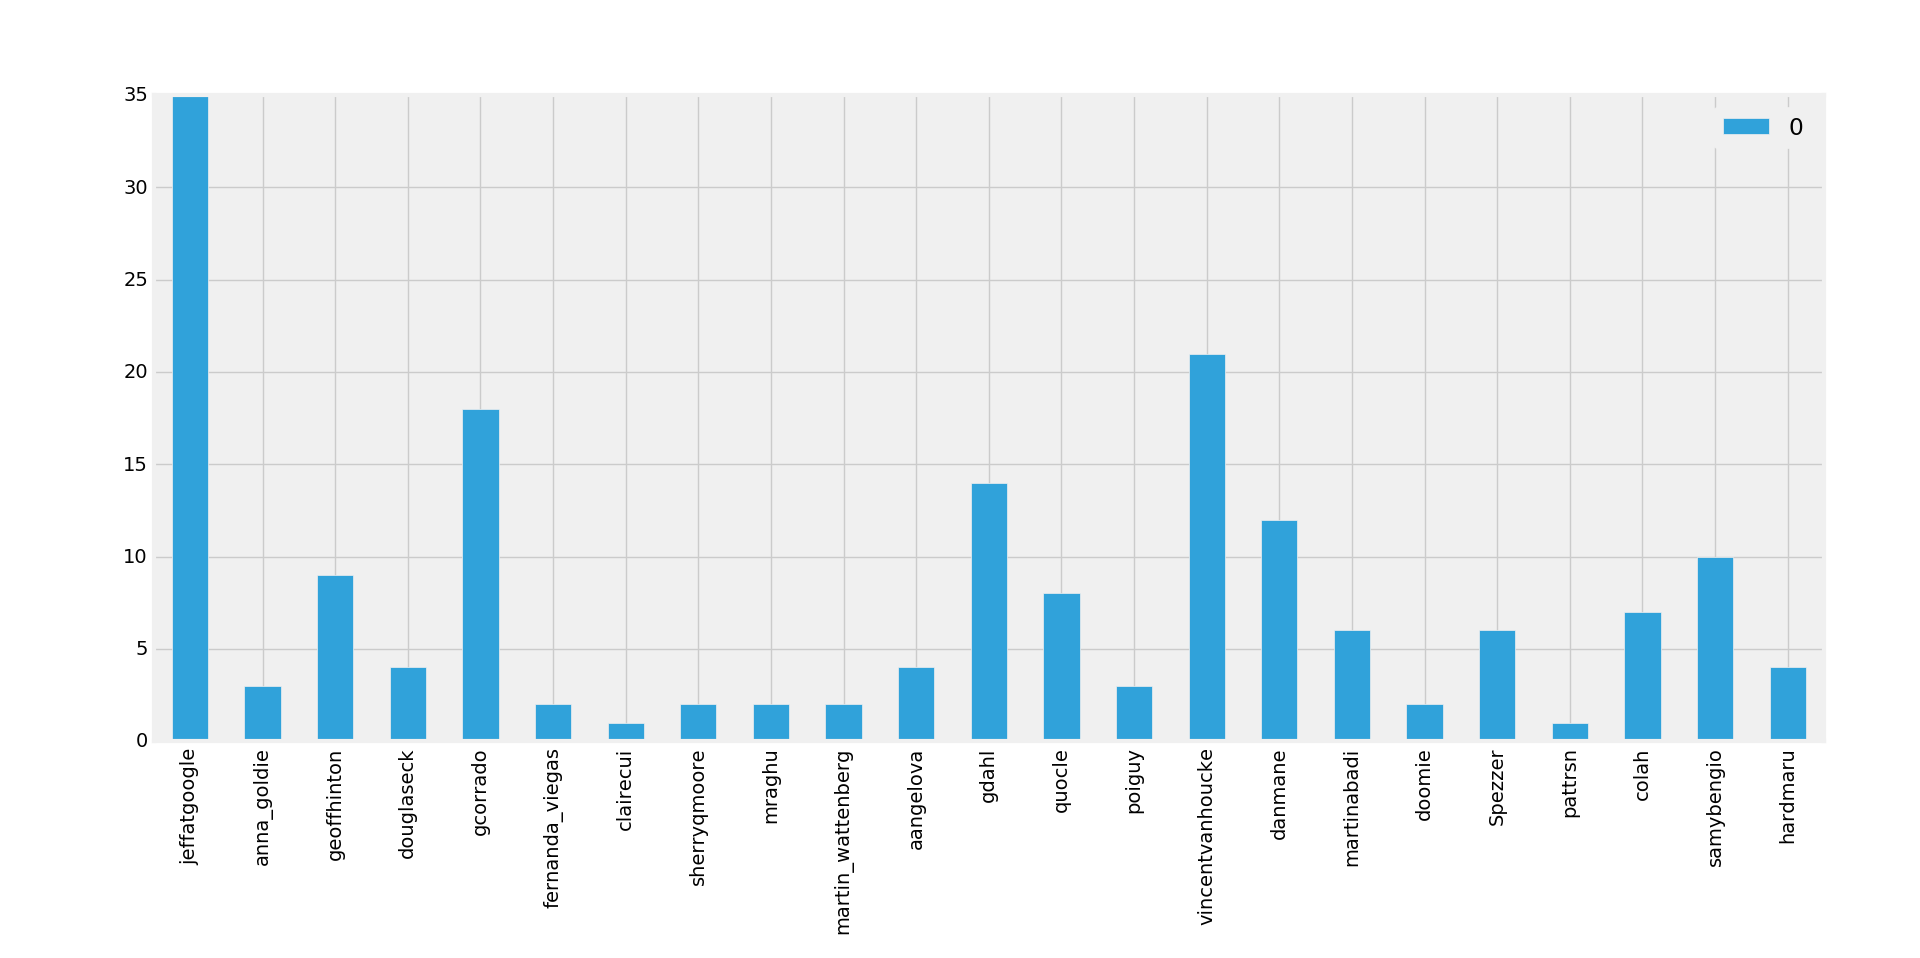 35
30
25
20
15
10
5
0
0
jeffatgoogle
anna_goldie
geoffhinton
douglaseck
gcorrado
fernanda_viegas
clairecui
sherryqmoore
mraghu
martin_wattenberg
aangelova
gdahl
quocle
poiguy
vincentvanhoucke
danmane
martinabadi
doomie
Spezzer
pattrsn
colah
samybengio
hardmaru